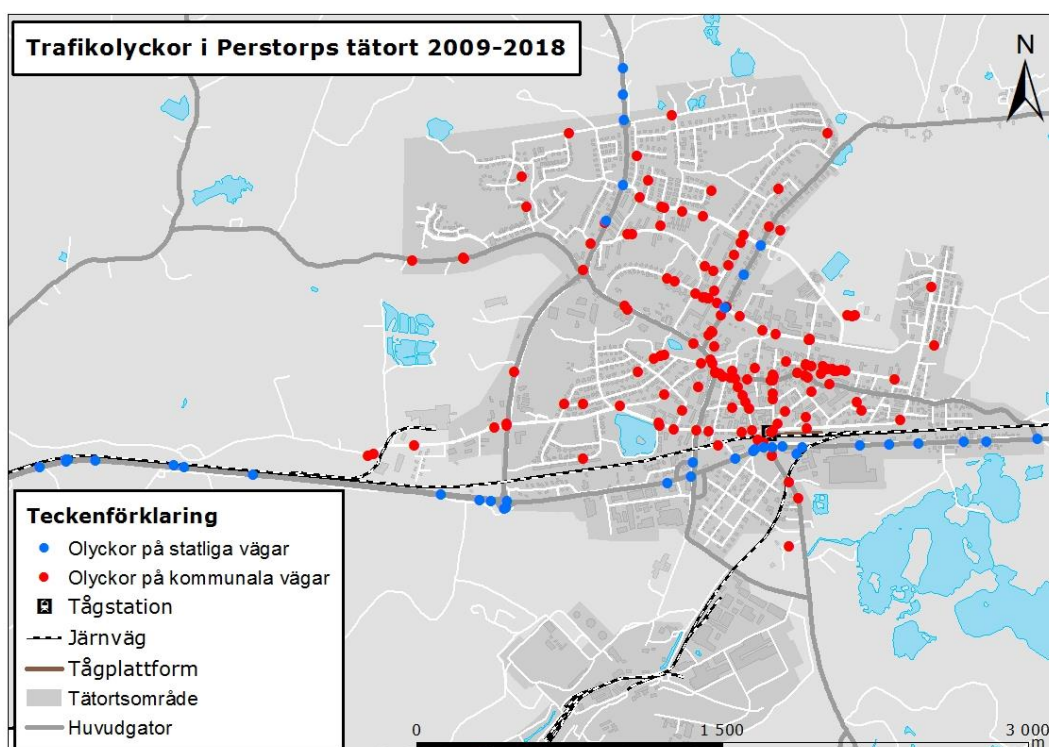 Trafikolyckor i Perstorps tätort 2009-2018
N
Teckenförklaring
Olyckor på statliga vägar
Olyckor på kommunala vägar
Tågstation
Järnväg
Tågplattform
Tätortsområde
Huvudgator
0 1 500 3 000
m